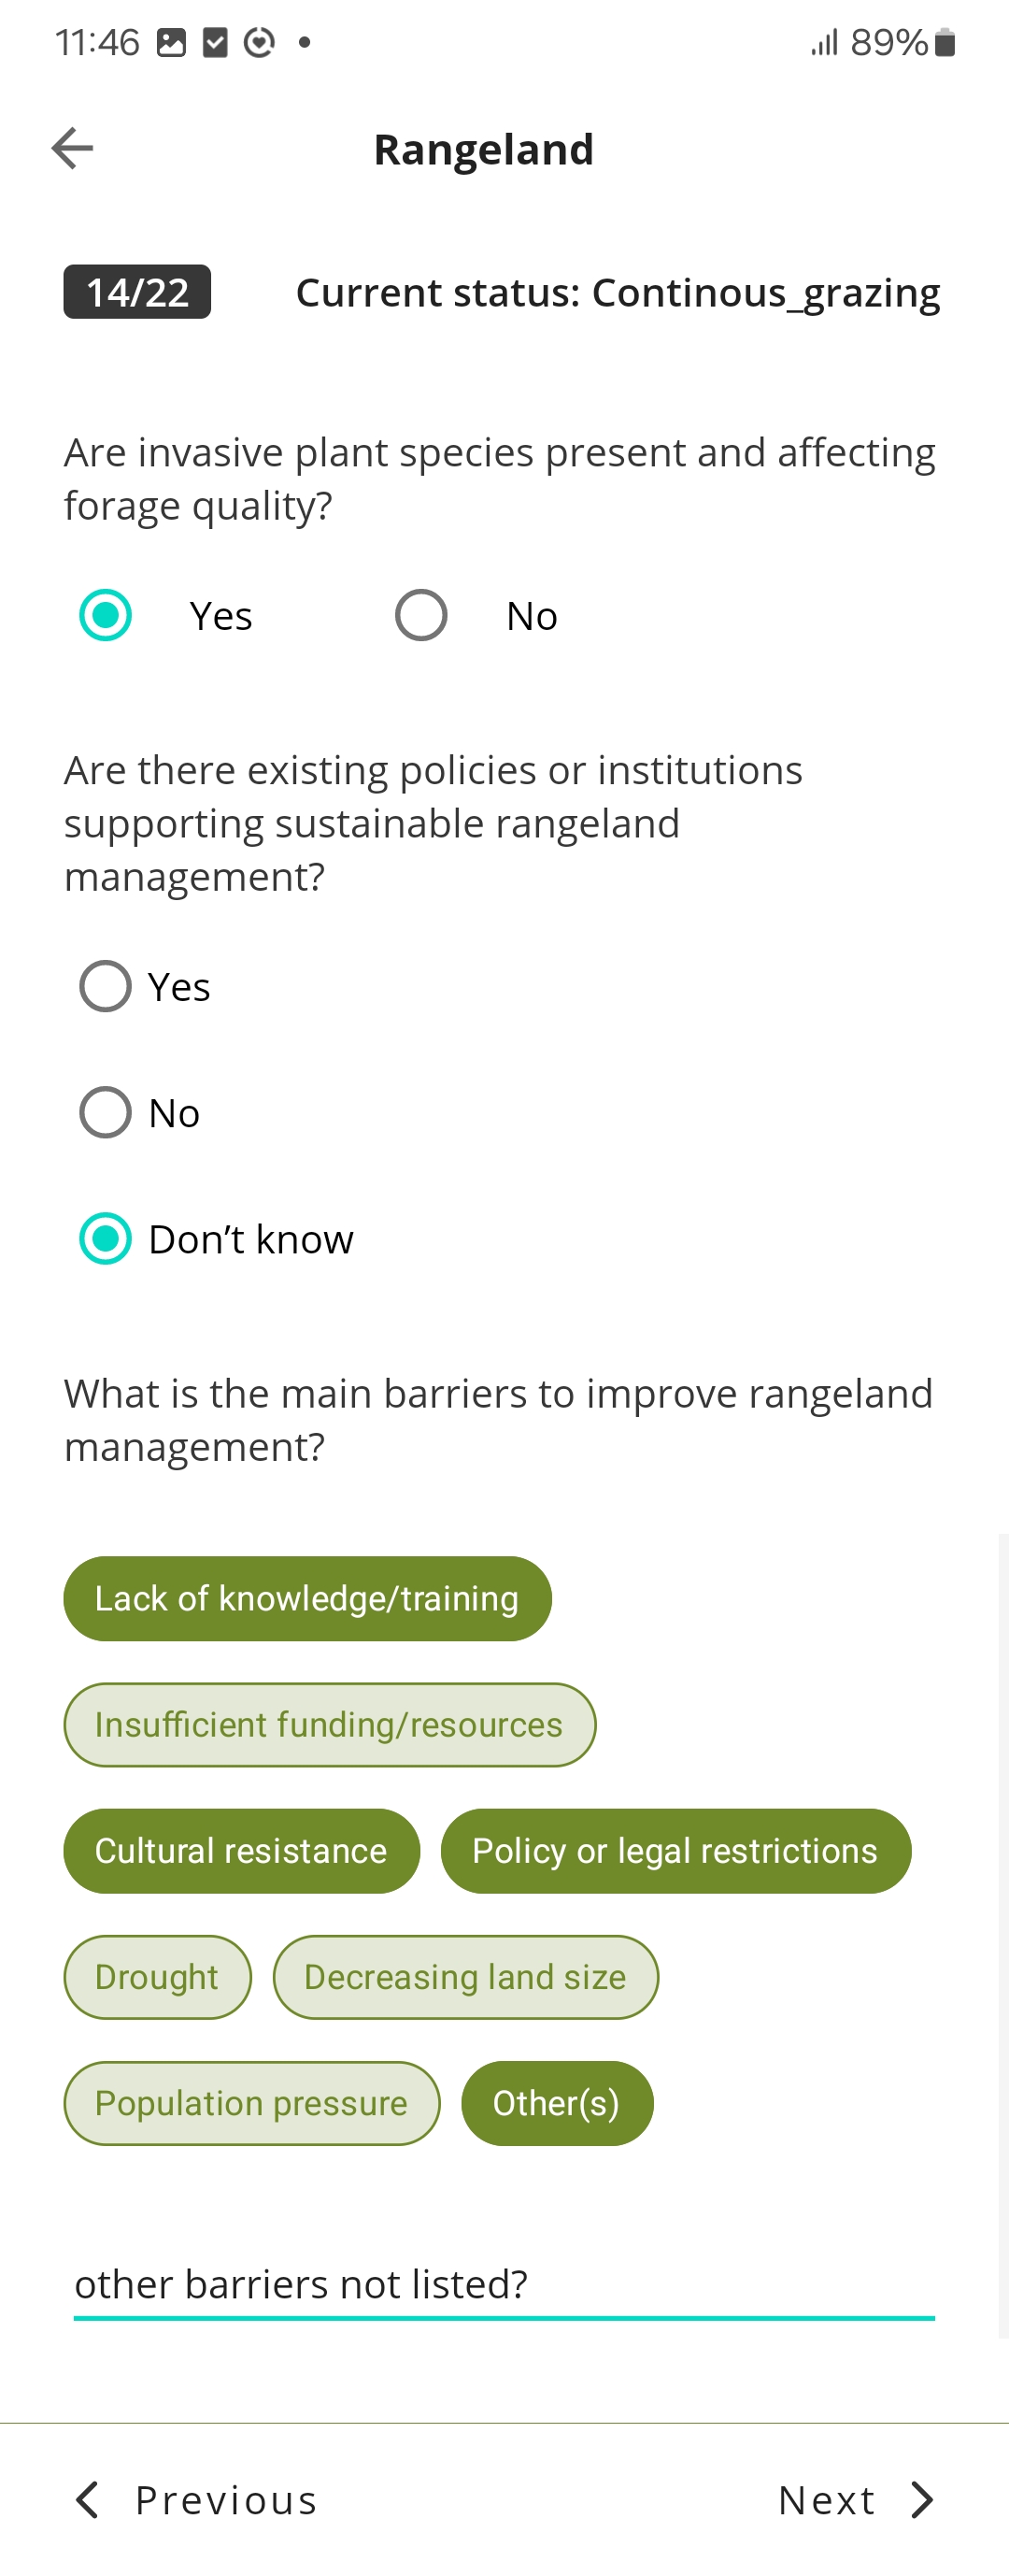 11:46
89%
Rangeland
14/22
Current status: Continous_grazing
Are invasive plant species present and affecting
forage quality?
Yes
No
Are there existing policies or institutions
supporting sustainable rangeland
management?
Yes
No
Don’t know
What is the main barriers to improve rangeland
management?
Lack of knowledge/training
Insufficient funding/resources
Cultural resistance
Policy or legal restrictions
Drought
Decreasing land size
Population pressure
Other(s)
other barriers not listed?
Previous
Next